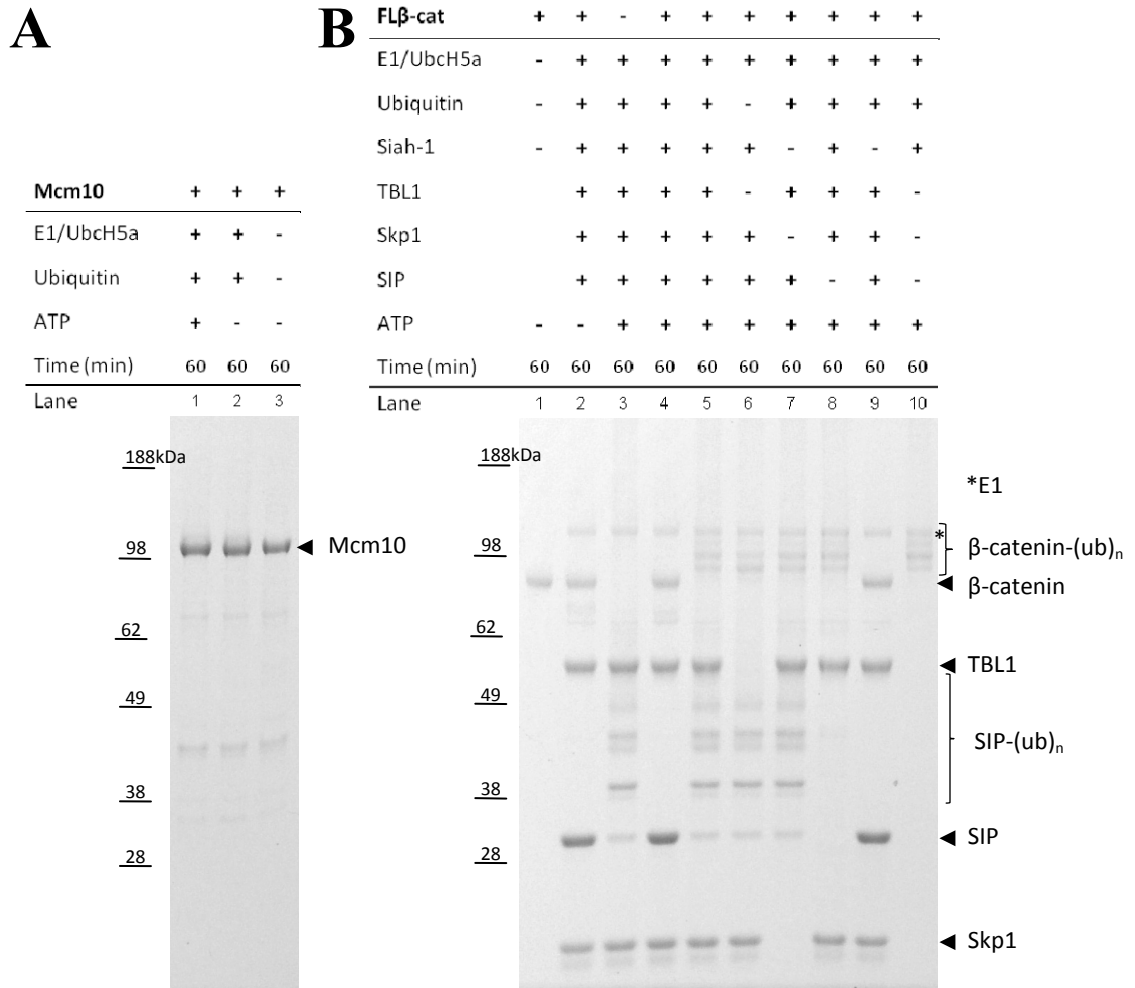 A
Mcm10 + + +
E1/UbcH5a + + -
Ubiquitin + + -
ATP + - -
Time (min) 60 60 60
Lane 1 2 3
188kDa
98
62
49
38
28
Mcm10
B
FLβ-cat + + - + + + + + + +
E1/UbcH5a - + + + + + + + + +
Ubiquitin - + + + + - + + + +
Siah-1 - + + + + + - + - +
TBL1 + + + + - + + + -
Skp1 + + + + + - + + -
SIP + + + + + + - + -
ATP - - + + + + + + + +
Time (min) 60 60 60 60 60 60 60 60 60 60
Lane 1 2 3 4 5 6 7 8 9 10
188kDa
98
62
49
38
28
*E1
*
β-catenin-(ub)n
β-catenin
TBL1
SIP-(ub)n
SIP
Skp1